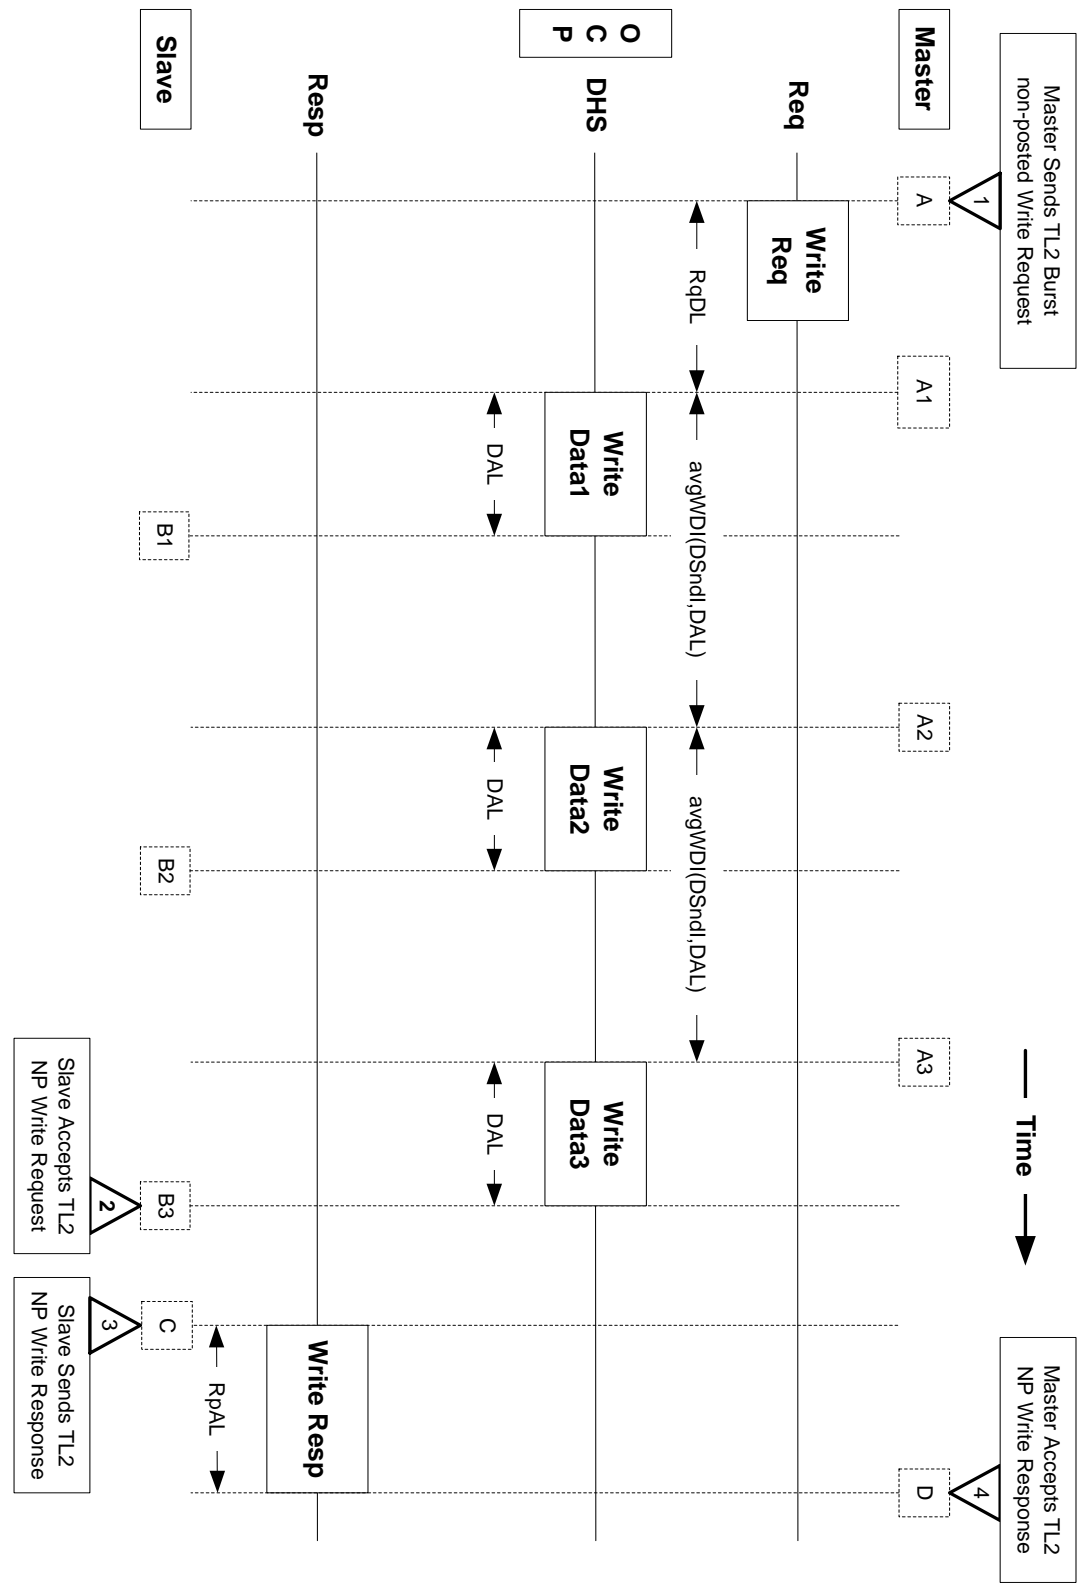 Master Sends TL2 Burst
non-posted Write Request
Master Accepts TL2
NP Write Response
1
4
Time
Master
A
A1
A2
A3
D
Req
Write
Req
RqDL
avgWDI(DSndI,DAL)
avgWDI(DSndI,DAL)
O
C
P
DHS
Write
Data1
Write
Data2
Write
Data3
DAL
DAL
DAL
Resp
Write Resp
RpAL
Slave
B1
B2
B3
C
2
3
Slave Accepts TL2
NP Write Request
Slave Sends TL2
NP Write Response